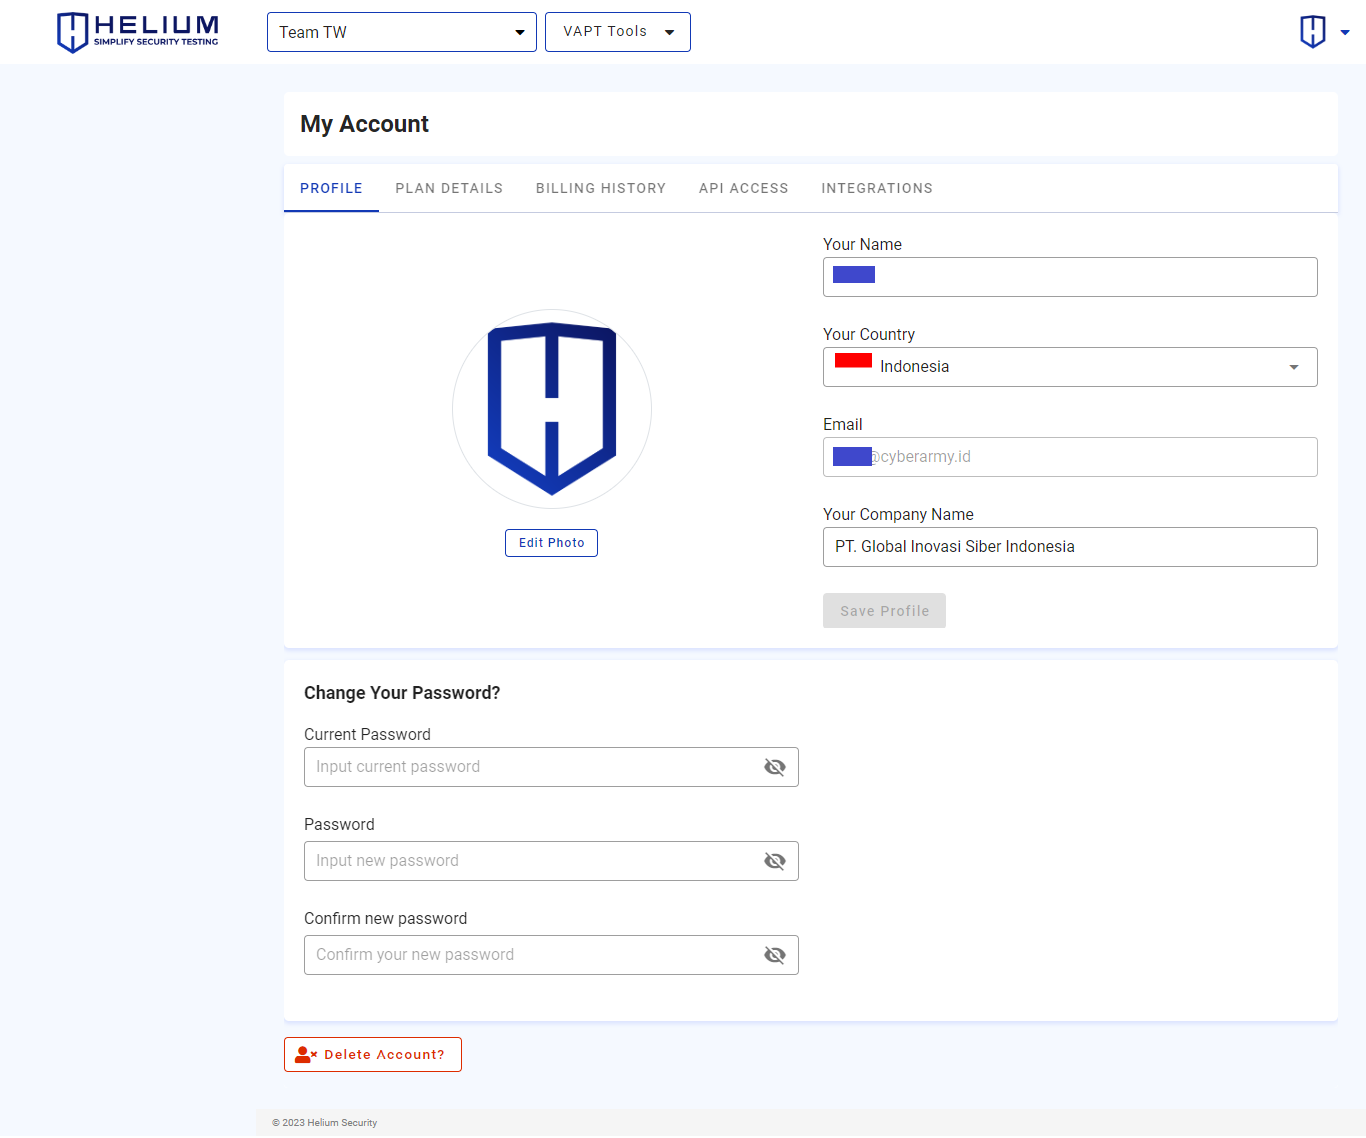 HELIUM
SIMPLIFY SECURITY TESTING
Team TW
VAPT Tools
My Account
PROFILE
PLAN DETAILS
BILLING HISTORY
API ACCESS
INTEGRATIONS
Your Name
Your Country
Indonesia
Email
@cyberarmy.id
Your Company Name
PT. Global Inovasi Siber Indonesia
Edit Photo
Save Profile
Change Your Password?
Current Password
Input current password
Password
Input new password
Confirm new password
Confirm your new password
Delete Account?
© 2023 Helium Security